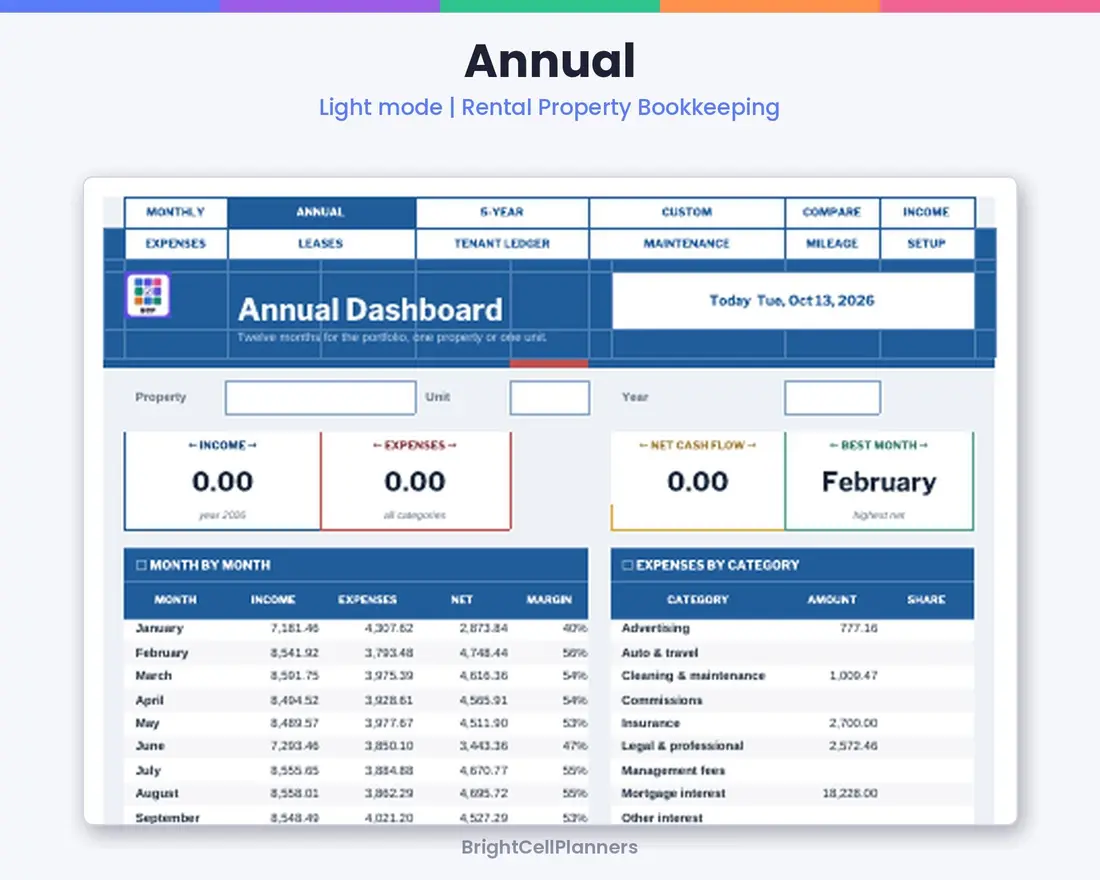 Annual
Light mode | Rental Property Bookkeeping
MONTHLY ANNUAL 5-YEAR CUSTOM COMPARE INCOME
EXPENSES LEASES TENANT LEDGER MAINTENANCE MILEAGE SETUP
Annual Dashboard
Today Tue, Oct 13, 2026
Twelve months for the portfolio, one property or one unit.
Property Unit Year
←INCOME→ ←EXPENSES→ ←NET CASH FLOW→ ←BEST MONTH→
0.00 0.00 0.00 February
year 2026 all categories highest net
MONTH BY MONTH EXPENSES BY CATEGORY
MONTH INCOME EXPENSES NET MARGIN CATEGORY AMOUNT SHARE
January 7,181.46 4,307.62 2,873.84 40% Advertising 777.16
February 8,541.92 3,793.48 4,748.44 56% Auto & travel
March 8,591.75 3,975.39 4,616.36 54% Cleaning & maintenance 1,009.47
April 8,494.52 3,928.61 4,565.91 54% Commissions
May 8,489.57 3,977.67 4,511.90 53% Insurance 2,700.00
June 7,293.46 3,850.10 3,443.36 47% Legal & professional 2,572.46
July 8,555.65 3,884.88 4,670.77 55% Management fees
August 8,558.01 3,862.29 4,695.72 55% Mortgage interest 18,228.00
September 8,548.49 4,021.20 4,527.29 53% Other interest
BrightCellPlanners